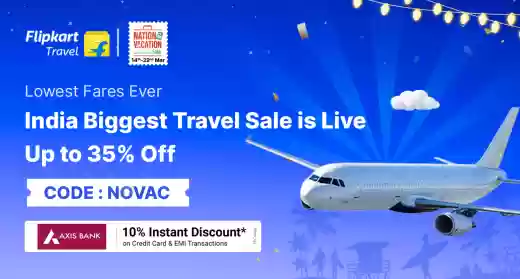 Flipkart
Travel
NATION
ON
VACATION
14th-22nd Mar
Lowest Fares Ever
India Biggest Travel Sale is Live
Up to 35% Off
CODE : NOVAC
AXIS BANK
10% Instant Discount*
on Credit Card & EMI Transactions